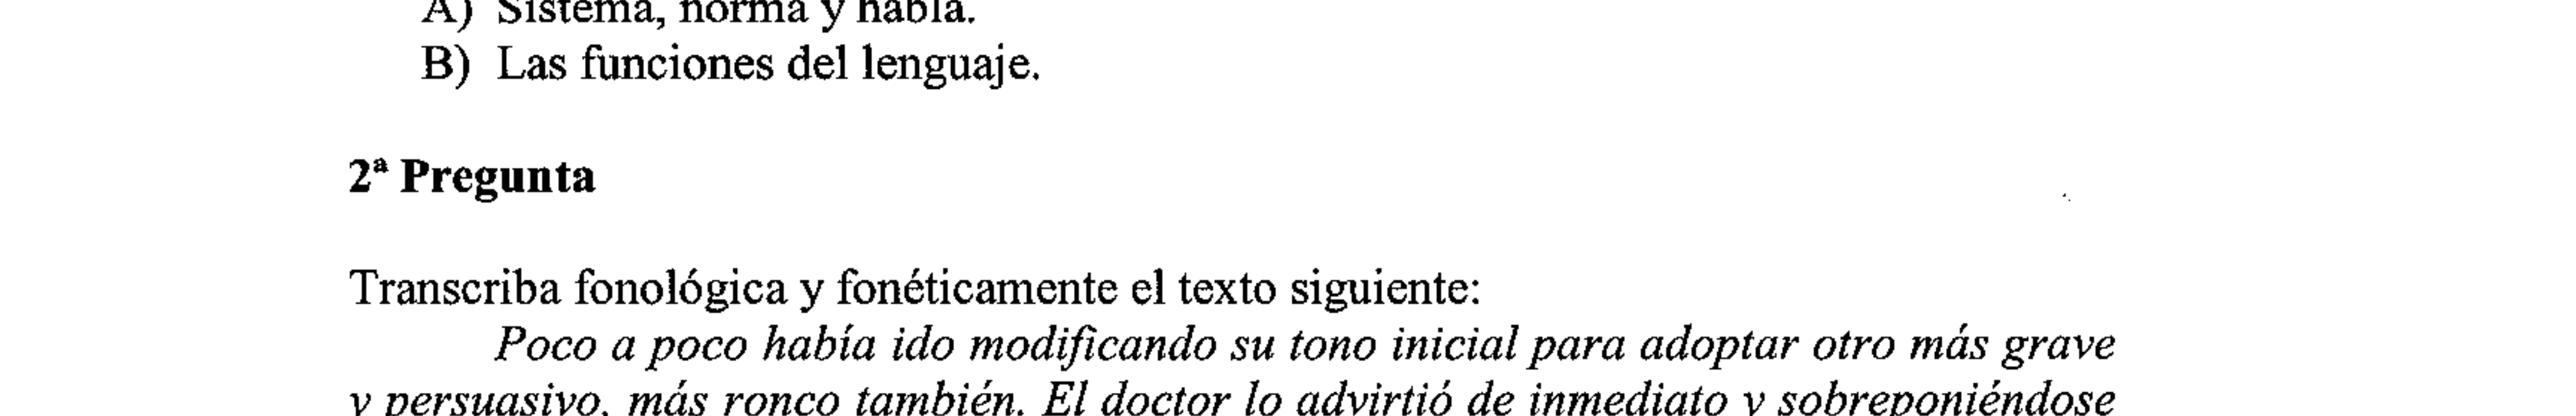 A) Sistema, norma y habla.
B) Las funciones del lenguaje.
2ª Pregunta
Transcriba fonológica y fonéticamente el texto siguiente:
Poco a poco había ido modificando su tono inicial para adoptar otro más grave
y persuasivo, más ronco también. El doctor lo advirtió de inmediato y sobreponiéndose